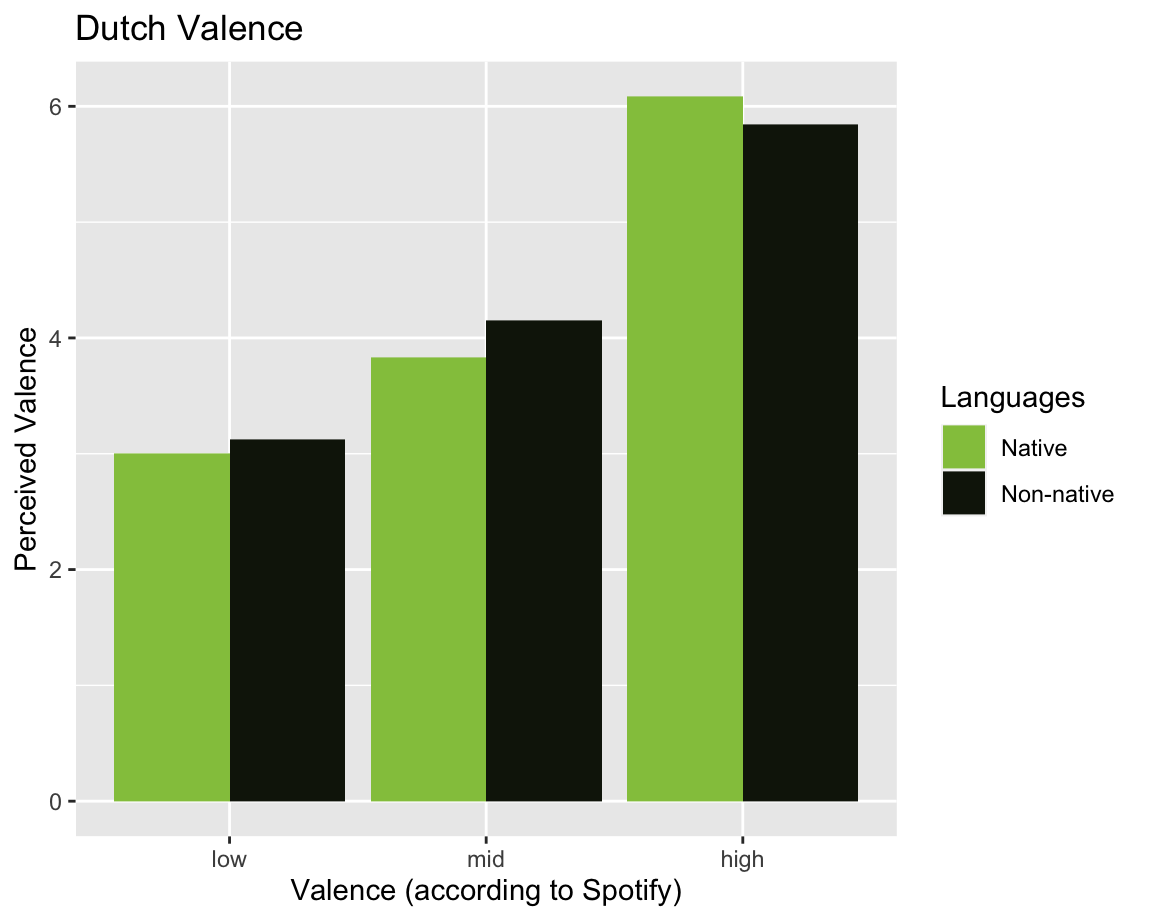 Dutch Valence
Perceived Valence
6
4
2
0
low mid high
Valence (according to Spotify)
Languages
Native
Non-native